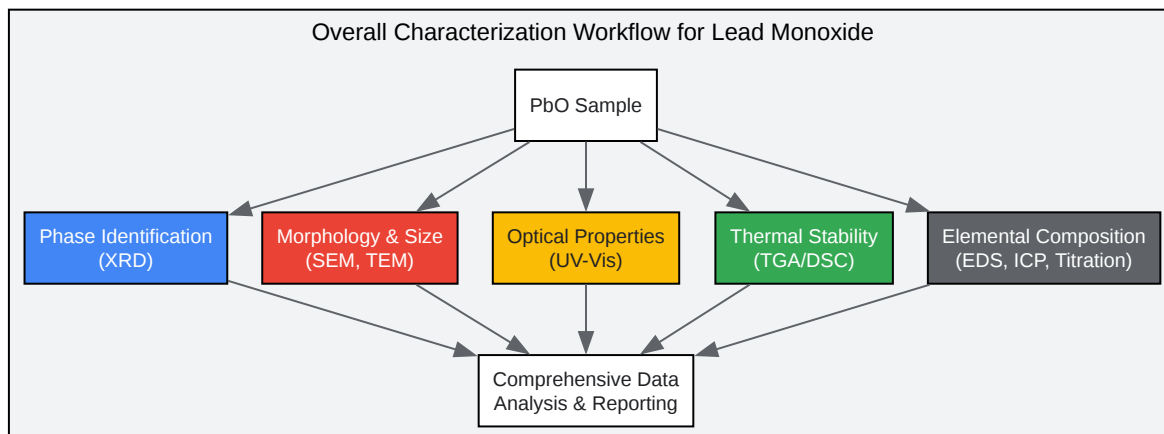 Overall Characterization Workflow for Lead Monoxide
PbO Sample
Phase Identification
(XRD)
Morphology & Size
(SEM, TEM)
Optical Properties
(UV-Vis)
Thermal Stability
(TGA/DSC)
Elemental Composition
(EDS, ICP, Titration)
Comprehensive Data
Analysis & Reporting